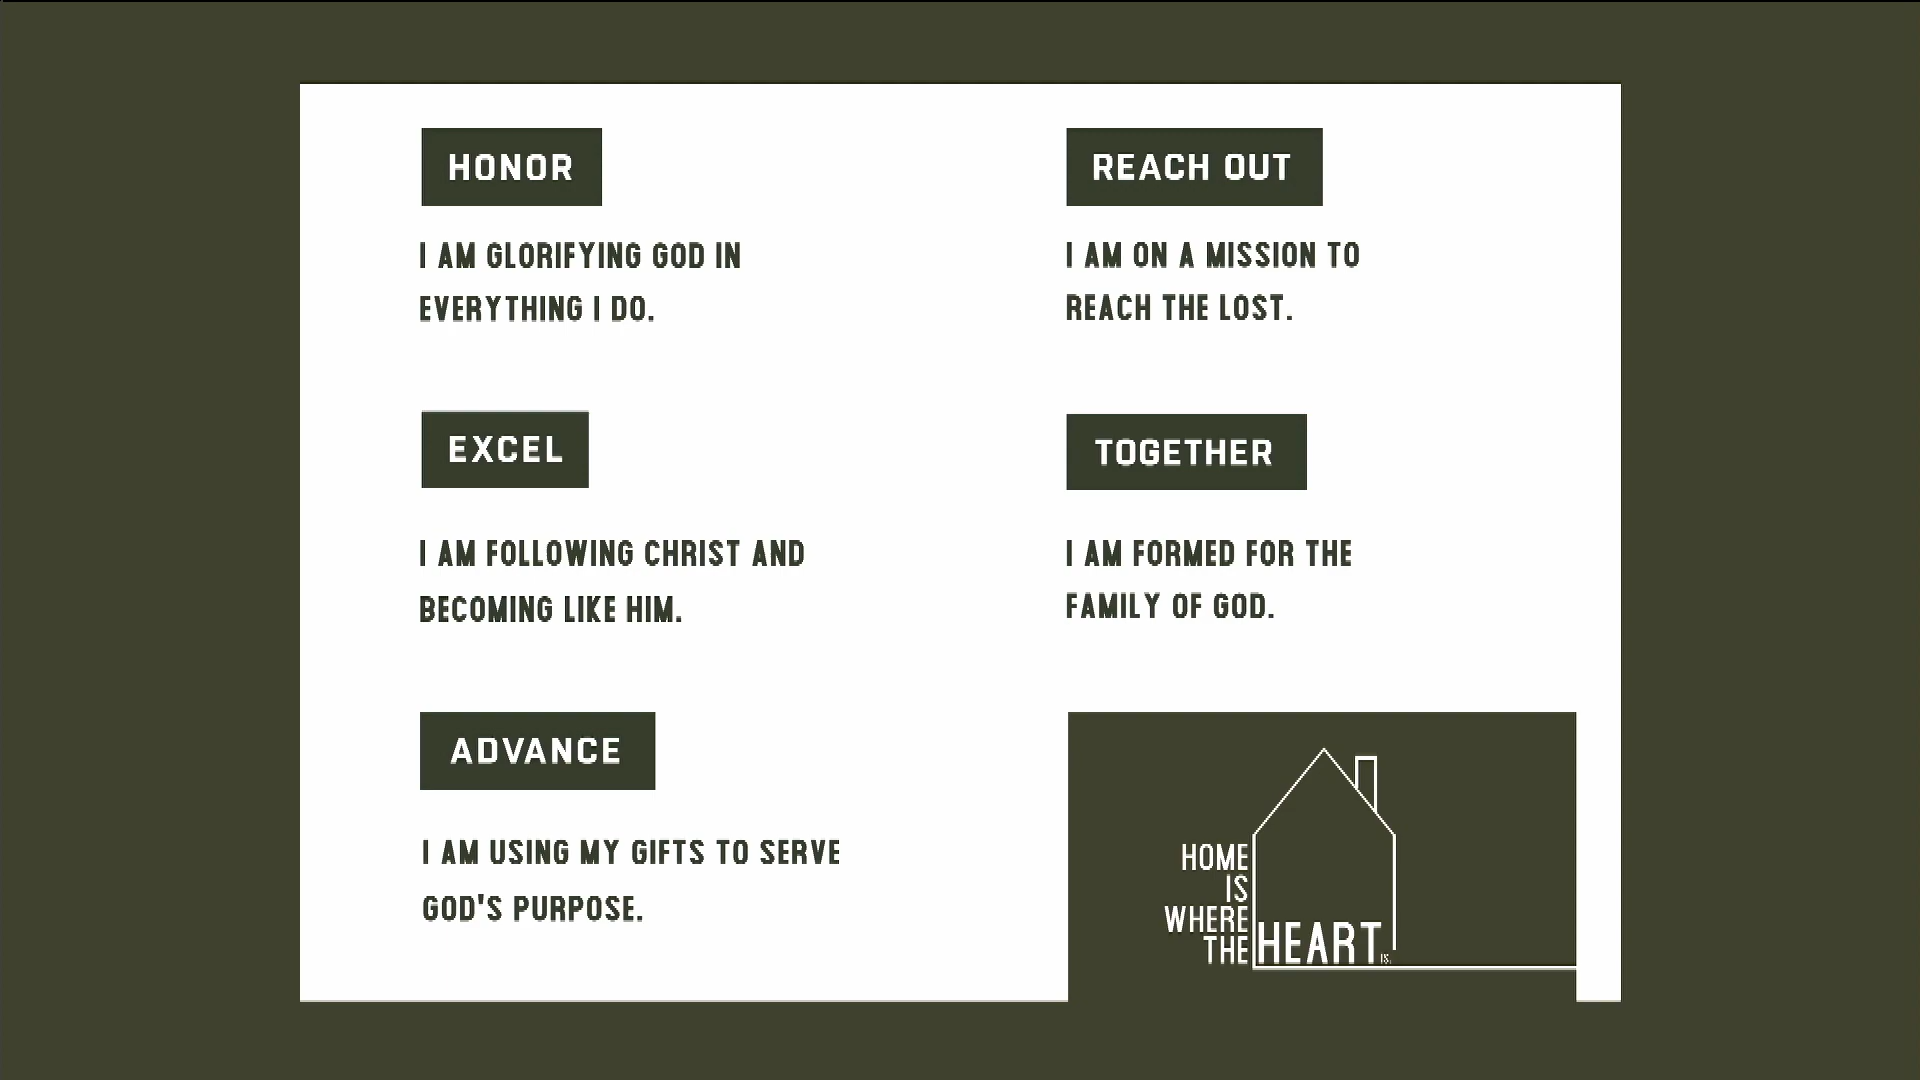 HONOR
I AM GLORIFYING GOD IN
EVERYTHING I DO.
EXCEL
I AM FOLLOWING CHRIST AND
BECOMING LIKE HIM.
ADVANCE
I AM USING MY GIFTS TO SERVE
GOD'S PURPOSE.
REACH OUT
I AM ON A MISSION TO
REACH THE LOST.
TOGETHER
I AM FORMED FOR THE
FAMILY OF GOD.
HOME
IS
WHERE
THE HEART IS.